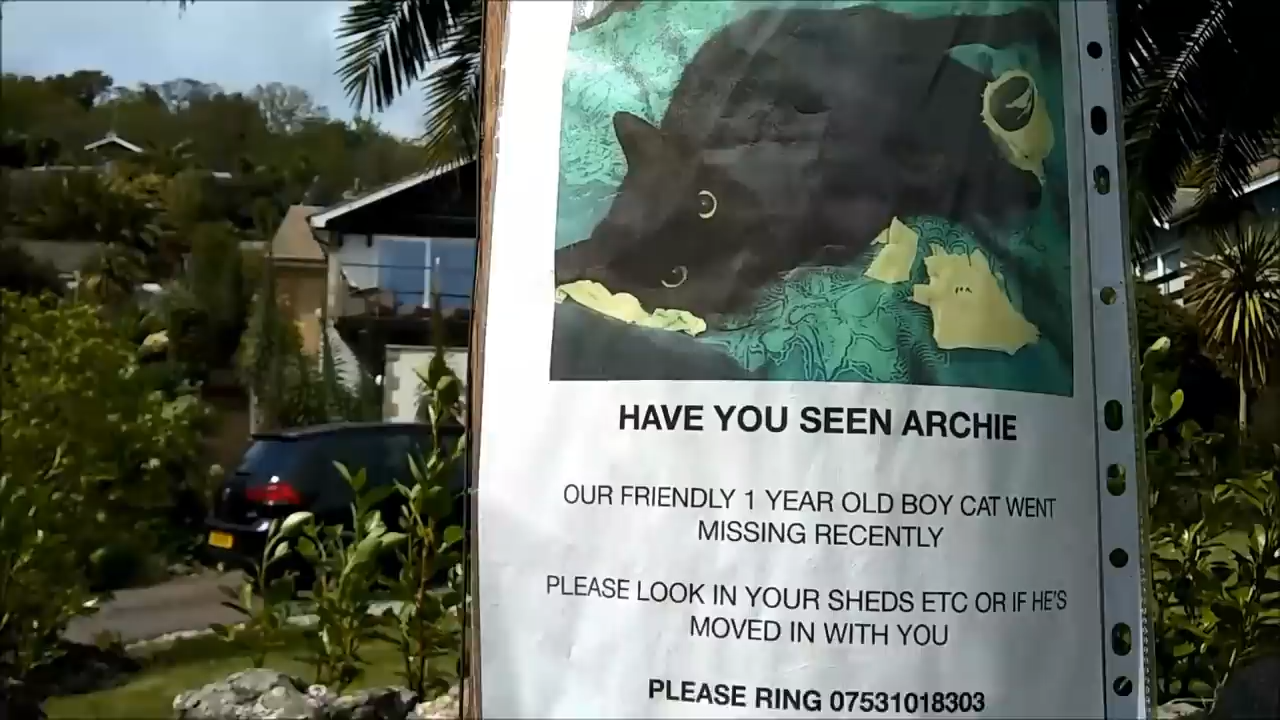 HAVE YOU SEEN ARCHIE
OUR FRIENDLY 1 YEAR OLD BOY CAT WENT
MISSING RECENTLY
PLEASE LOOK IN YOUR SHEDS ETC OR IF HE'S
MOVED IN WITH YOU
PLEASE RING 07531018303